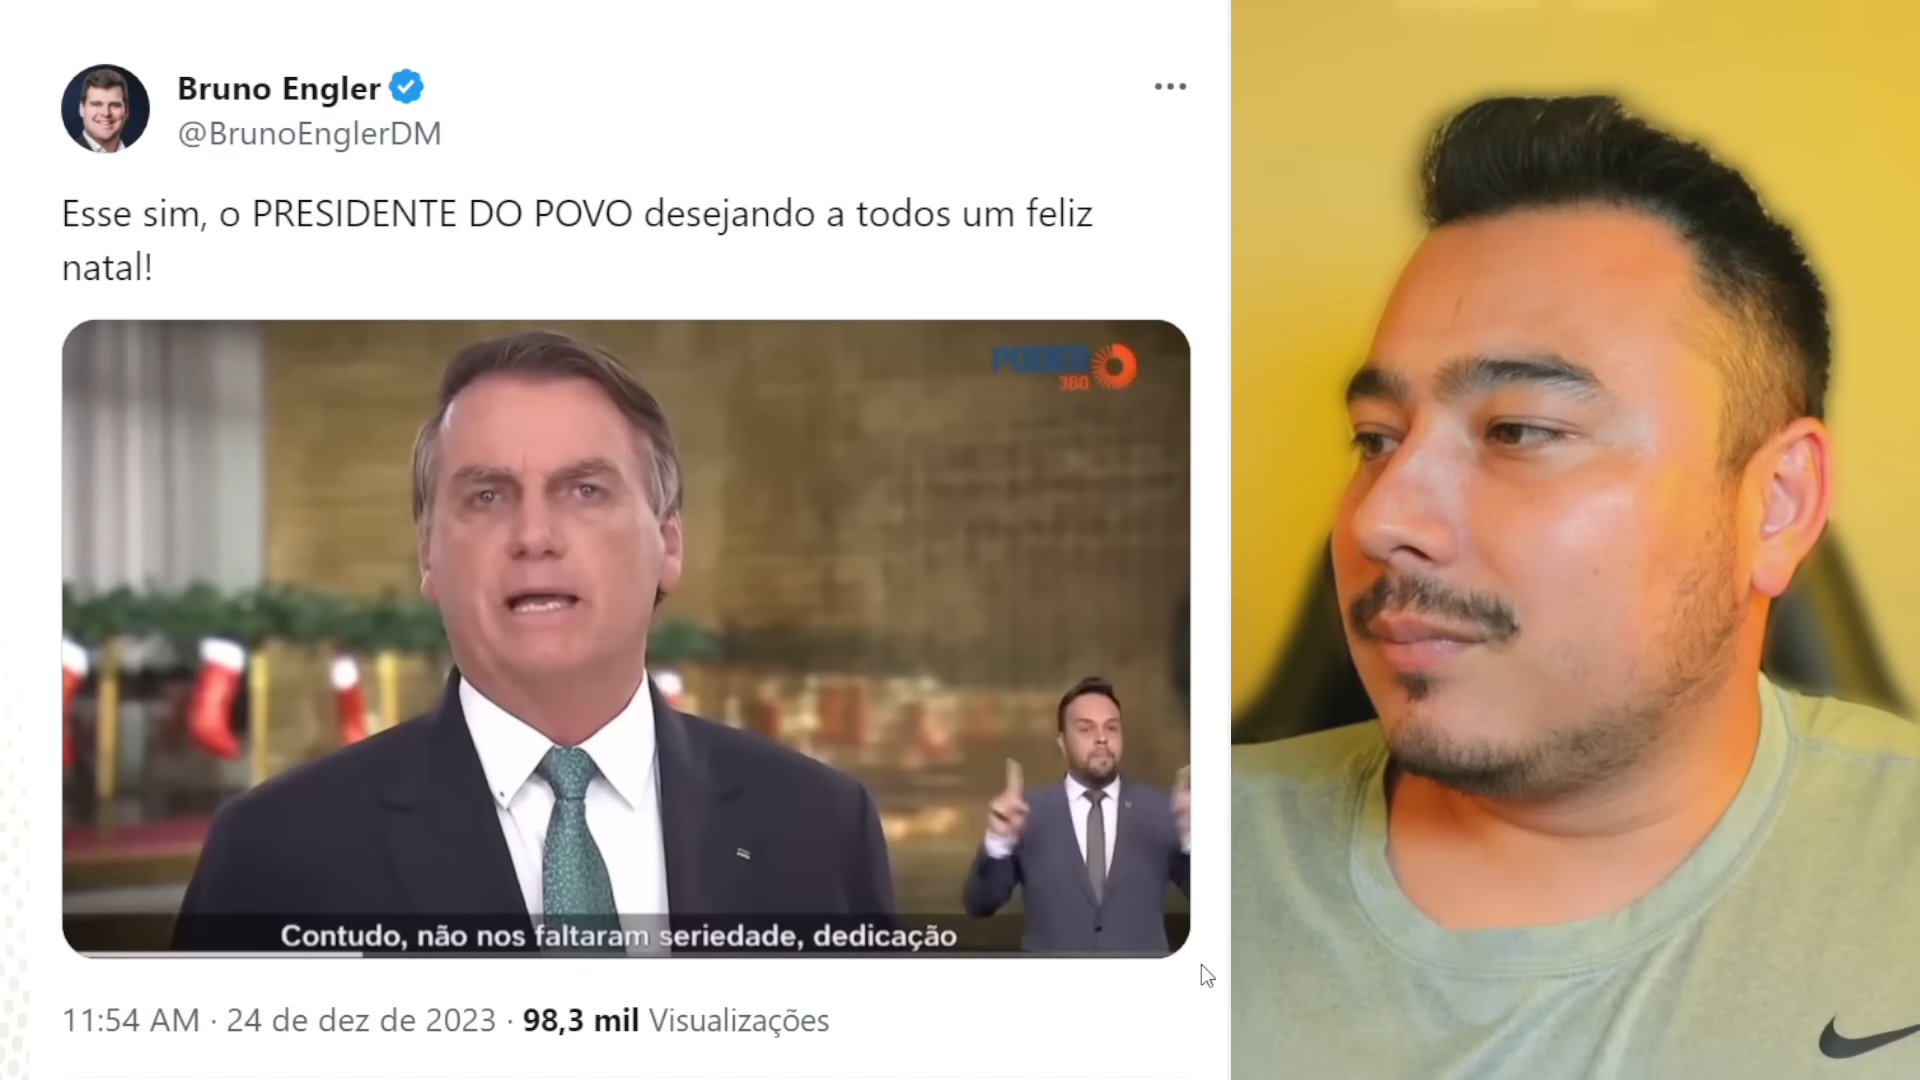 Bruno Engler
@BrunoEnglerDM
Esse sim, o PRESIDENTE DO POVO desejando a todos um feliz
natal!
PODER
360
Contudo, não nos faltaram seriedade, dedicação
11:54 AM · 24 de dez de 2023 · 98,3 mil Visualizações